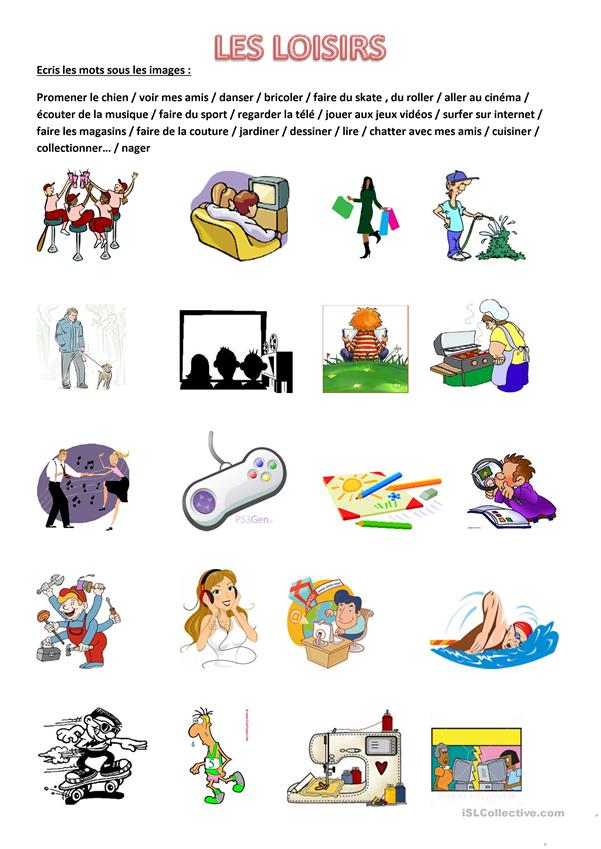 LES LOISIRS
Ecris les mots sous les images :
Promener le chien / voir mes amis / danser / bricoler / faire du skate , du roller / aller au cinéma /
écouter de la musique / faire du sport / regarder la télé / jouer aux jeux vidéos / surfer sur internet /
faire les magasins / faire de la couture / jardiner / dessiner / lire / chatter avec mes amis / cuisiner /
collectionner… / nager
PS3Gen
@
5
iSLCollective.com